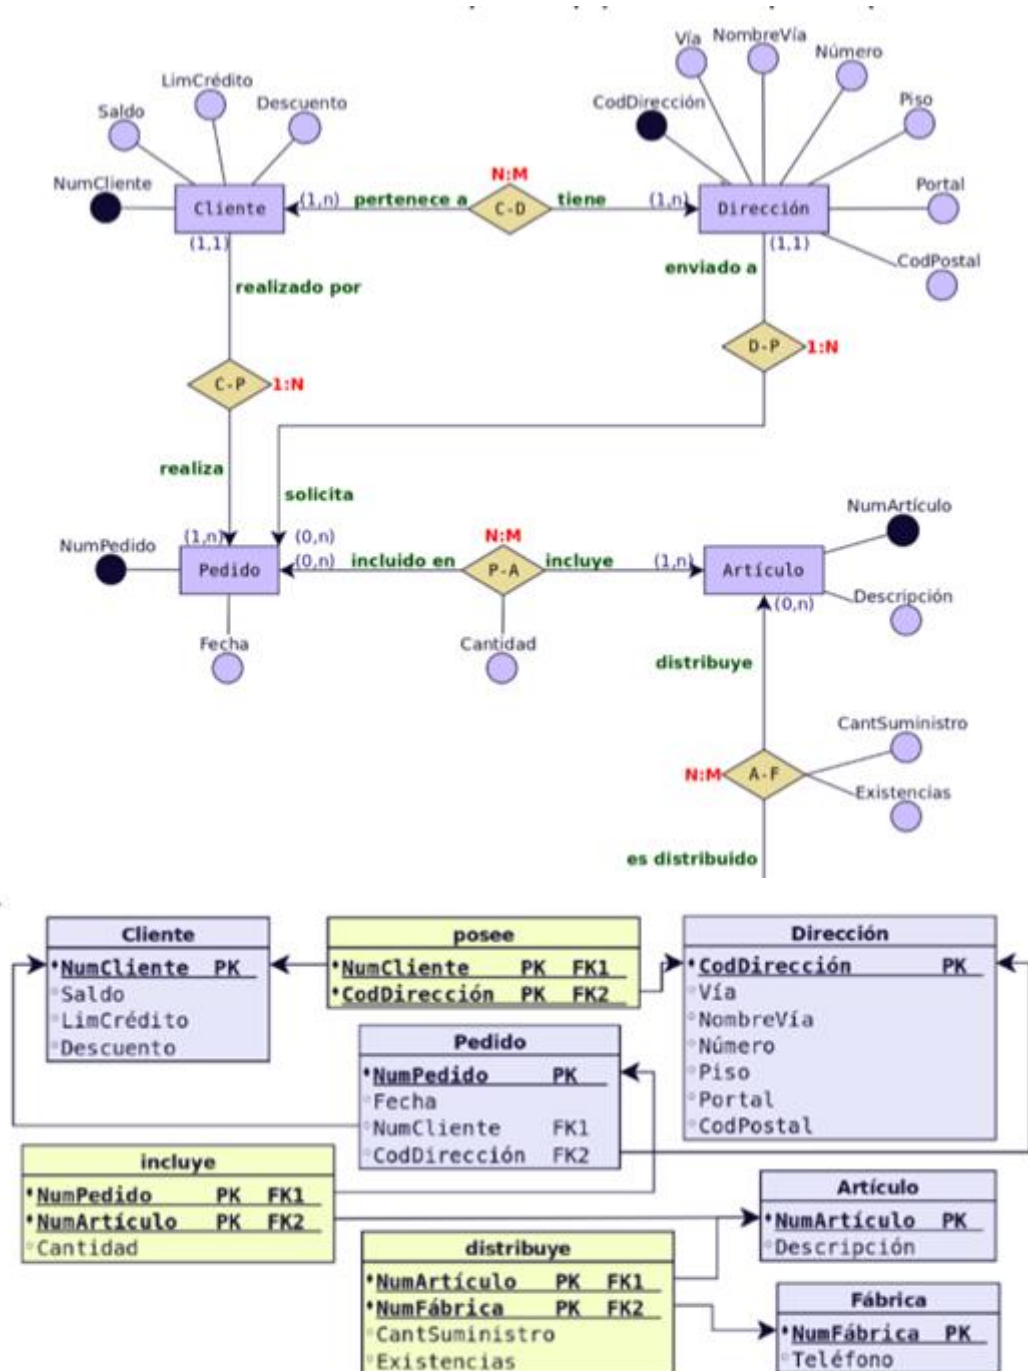 Vía
NombreVía
Número
LimCrédito
Descuento
CodDirección
Piso
Saldo
NumCliente
N:M
Portal
Cliente
(1,n)
pertenece a
C-D
tiene
(1,n)
Dirección
(1,1)
(1,1)
CodPostal
enviado a
realizado por
D-P
1:N
C-P
1:N
realiza
solicita
NumArtículo
NumPedido
(1,n)
(0,n)
N:M
(0,n)
incluido en
P-A
incluye
(1,n)
Pedido
Artículo
Descripción
(0,n)
Fecha
Cantidad
distribuye
CantSuministro
N:M
A-F
Existencias
es distribuido
Cliente
NumCliente PK
Saldo
LimCrédito
Descuento
posee
NumCliente PK FK1
CodDirección PK FK2
Dirección
CodDirección PK
Vía
NombreVía
Número
Piso
Portal
CodPostal
Pedido
NumPedido PK
Fecha
NumCliente FK1
CodDirección FK2
incluye
NumPedido PK FK1
NumArtículo PK FK2
Cantidad
Artículo
NumArtículo PK
Descripción
distribuye
NumArtículo PK FK1
NumFábrica PK FK2
CantSuministro
Existencias
Fábrica
NumFábrica PK
Teléfono